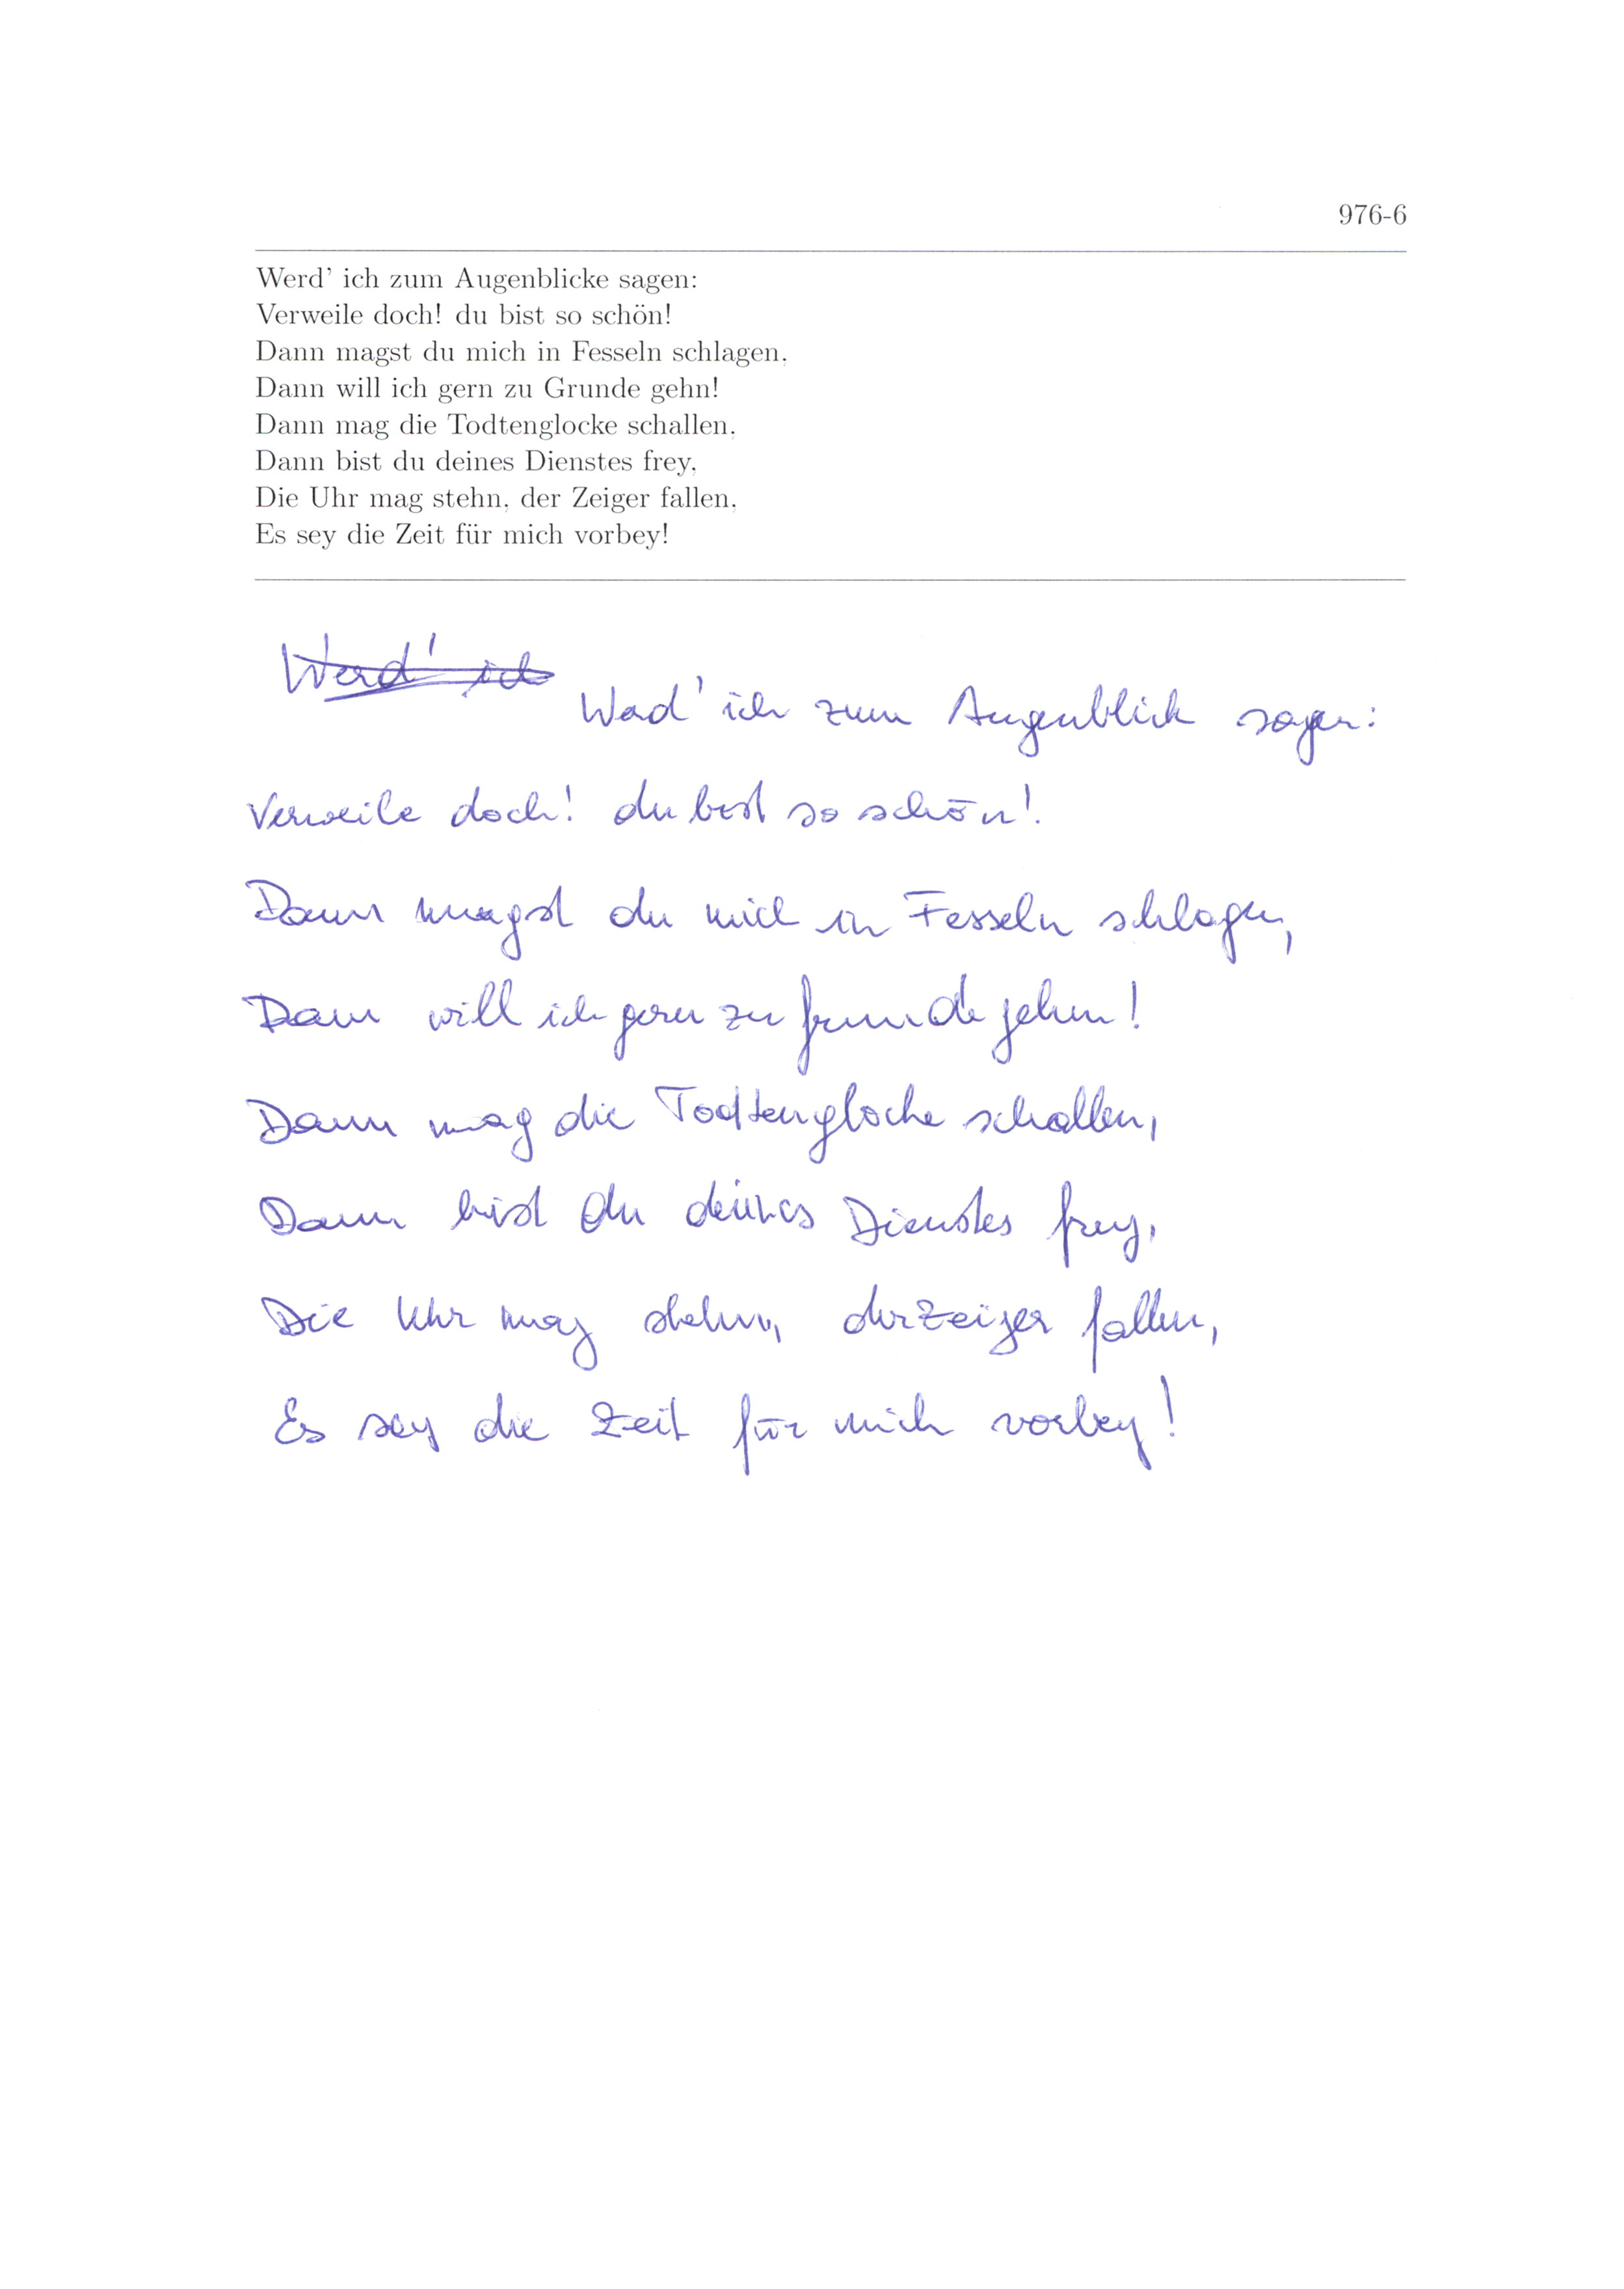 976-6
Werd' ich zum Augenblicke sagen:
Verweile doch! du bist so schön!
Dann magst du mich in Fesseln schlagen,
Dann will ich gern zu Grunde gehn!
Dann mag die Todtenglocke schallen,
Dann bist du deines Dienstes frey,
Die Uhr mag stehn, der Zeiger fallen,
Es sey die Zeit für mich vorbey!
Werd' ich
Werd' ich zum Augenblick sagen:
Verweile doch! du bist so schön!
Dann magst du mich in Fesseln schlagen,
Dann will ich gern zu grunde gehen!
Dann mag die Todtenglocke schallen,
Dann bist du deines Dienstes frey,
Die Uhr mag stehn, der Zeiger fallen,
Es sey die Zeit für mich vorbey!